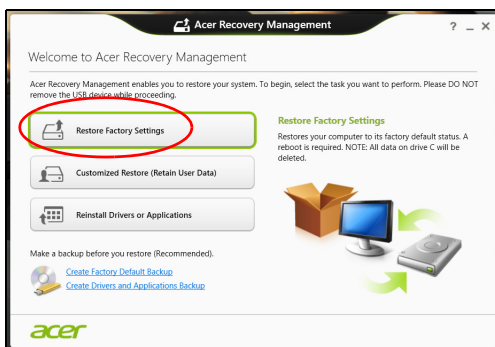 Acer Recovery Management
? _ X
Welcome to Acer Recovery Management
Acer Recovery Management enables you to restore your system. To begin, select the task you want to perform. Please DO NOT
remove the USB device while proceeding.
Restore Factory Settings
Customized Restore (Retain User Data)
Reinstall Drivers or Applications
Restore Factory Settings
Restores your computer to its factory default status. A
reboot is required. NOTE: All data on drive C will be
deleted.
Make a backup before you restore (Recommended).
Create Factory Default Backup
Create Drivers and Applications Backup
acer